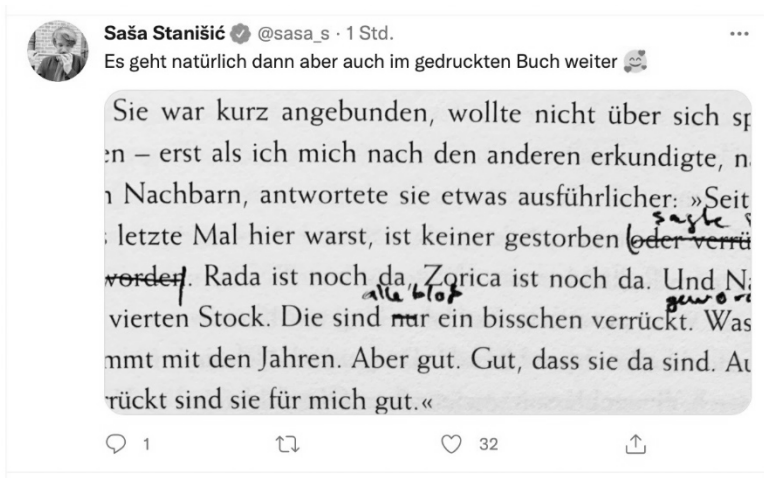 Saša Stanišić @sasa_s · 1 Std.
Es geht natürlich dann aber auch im gedruckten Buch weiter 🥰
Sie war kurz angebunden, wollte nicht über sich sp
en – erst als ich mich nach den anderen erkundigte, n
n Nachbarn, antwortete sie etwas ausführlicher: »Seit
sagte
s letzte Mal hier warst, ist keiner gestorben oder verrü
worden. Rada ist noch da, Zorica ist noch da. Und Na
alle bloß geword
vierten Stock. Die sind nur ein bisschen verrückt. Was
mmt mit den Jahren. Aber gut. Gut, dass sie da sind. Au
rrückt sind sie für mich gut.«
1 32